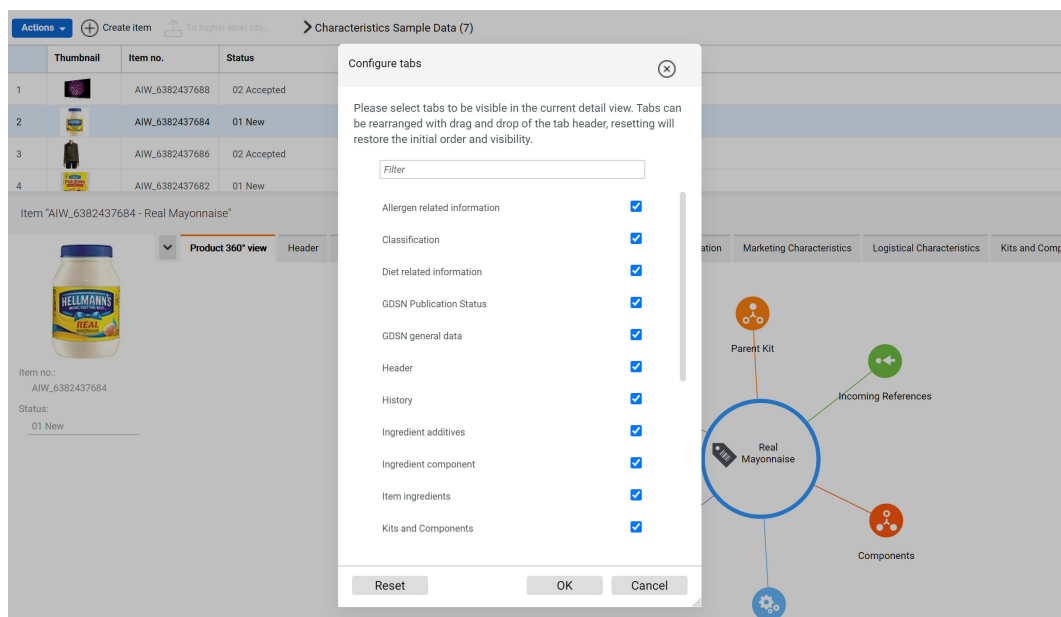 Actions
Create item
To higher-level obj...
Characteristics Sample Data (7)
Thumbnail Item no. Status
1 AIW_6382437688 02 Accepted
2 AIW_6382437684 01 New
3 AIW_6382437686 02 Accepted
4 AIW_6382437682 01 New
Item "AIW_6382437684 - Real Mayonnaise"
HELLMANN'S
REAL
Item no.:
AIW_6382437684
Status:
01 New
Product 360° view
Header
Marketing Characteristics
Logistical Characteristics
Kits and Comp
Configure tabs
Please select tabs to be visible in the current detail view. Tabs can
be rearranged with drag and drop of the tab header, resetting will
restore the initial order and visibility.
Filter
Allergen related information
Classification
Diet related information
GDSN Publication Status
GDSN general data
Header
History
Ingredient additives
Ingredient component
Item ingredients
Kits and Components
Reset
OK
Cancel
Parent Kit
Incoming References
Real
Mayonnaise
Components